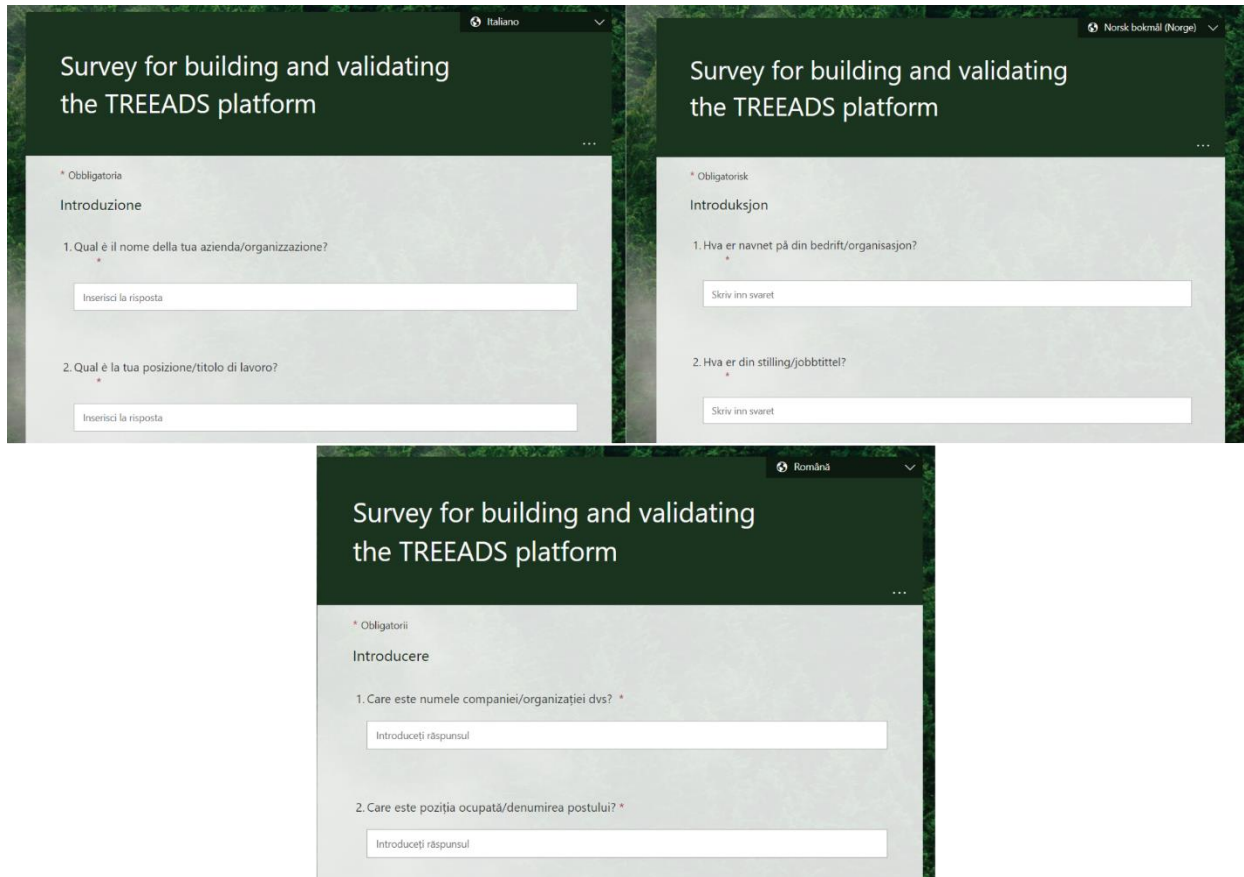 Italiano
Survey for building and validating
the TREEADS platform
...
* Obbligatoria
Introduzione
1. Qual è il nome della tua azienda/organizzazione?
*
Inserisci la risposta
2. Qual è la tua posizione/titolo di lavoro?
*
Inserisci la risposta
Norsk bokmål (Norge)
Survey for building and validating
the TREEADS platform
...
* Obligatorisk
Introduksjon
1. Hva er navnet på din bedrift/organisasjon?
*
Skriv inn svaret
2. Hva er din stilling/jobbtittel?
*
Skriv inn svaret
Română
Survey for building and validating
the TREEADS platform
...
* Obligatorii
Introducere
1. Care este numele companiei/organizației dvs? *
Introduceți răspunsul
2. Care este poziția ocupată/denumirea postului? *
Introduceți răspunsul